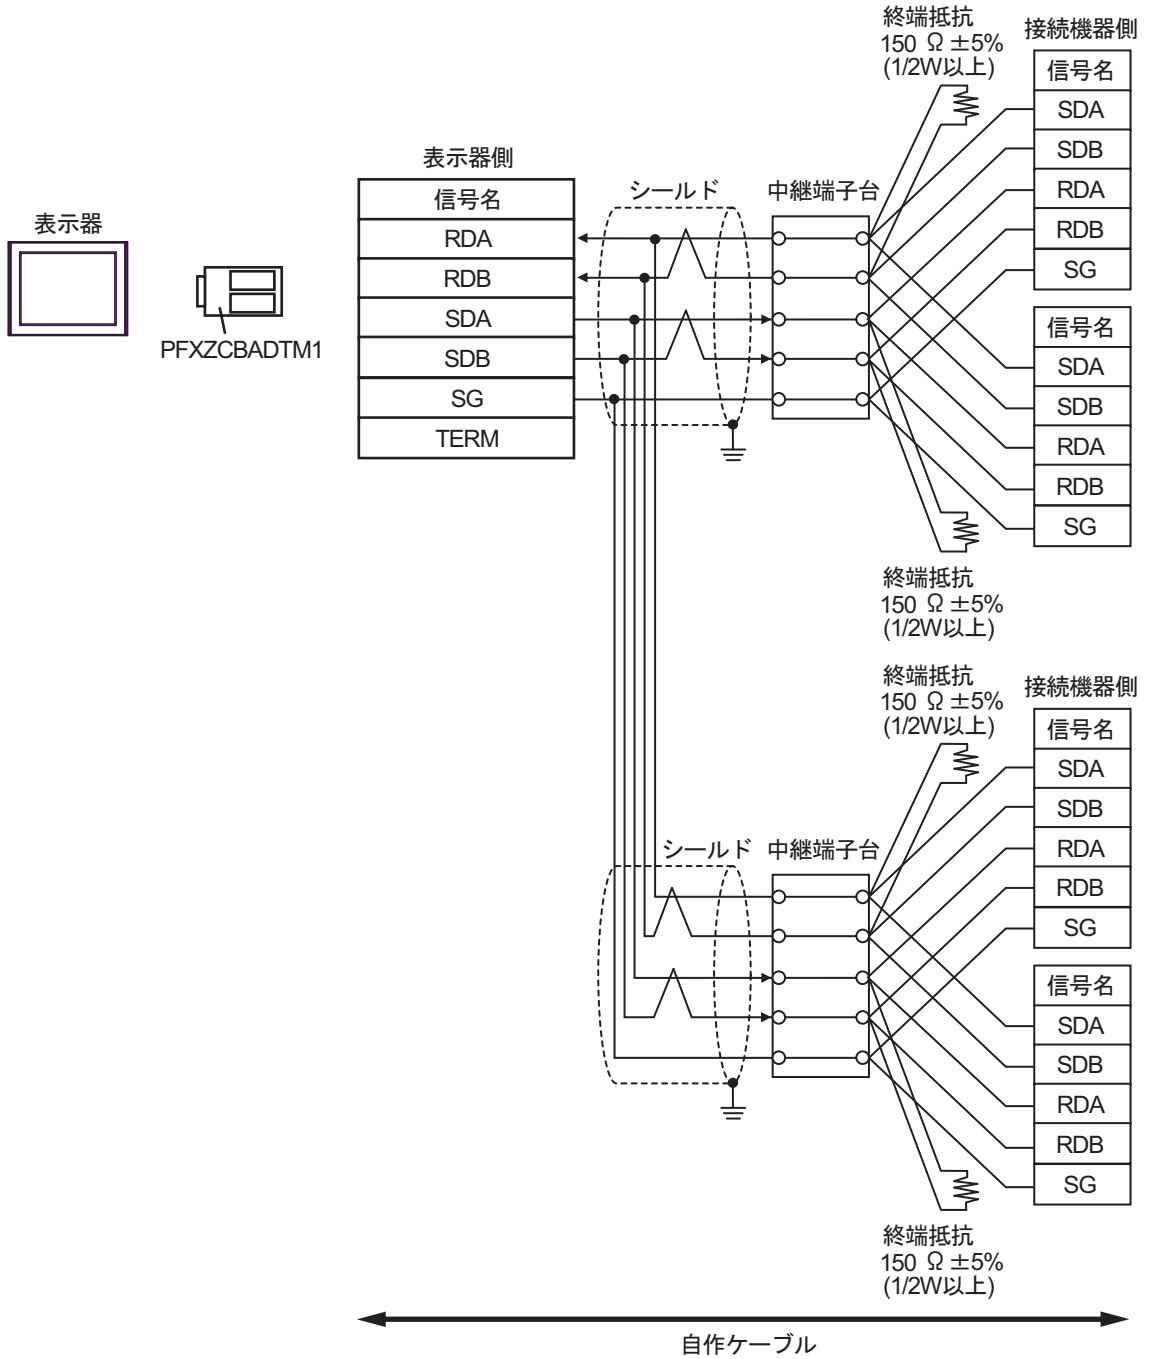 終端抵抗
150 Ω ±5%
(1/2W以上)
接続機器側
信号名
SDA
SDB
RDA
RDB
SG
表示器
PFXZCBADTM1
表示器側
信号名
RDA
RDB
SDA
SDB
SG
TERM
シールド
中継端子台
信号名
SDA
SDB
RDA
RDB
SG
終端抵抗
150 Ω ±5%
(1/2W以上)
終端抵抗
150 Ω ±5%
(1/2W以上)
接続機器側
信号名
SDA
SDB
RDA
RDB
SG
シールド
中継端子台
信号名
SDA
SDB
RDA
RDB
SG
終端抵抗
150 Ω ±5%
(1/2W以上)
自作ケーブル